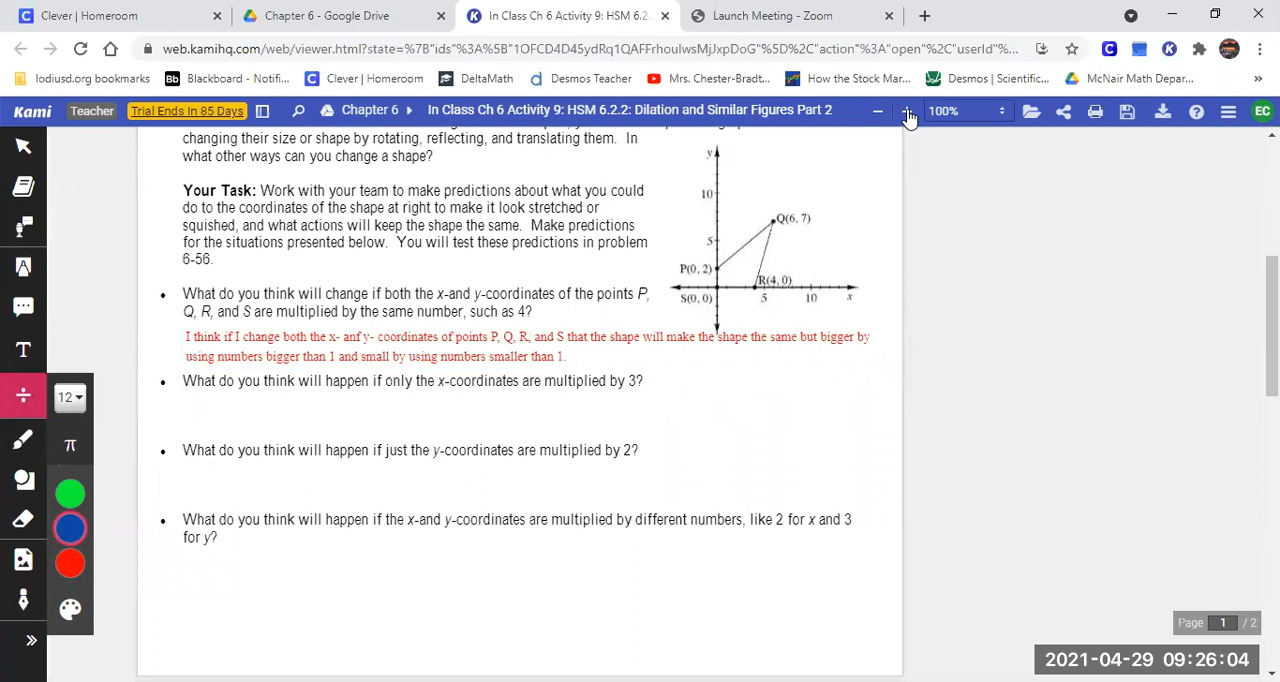 Clever | Homeroom
Chapter 6 - Google Drive
In Class Ch 6 Activity 9: HSM 6.2.
Launch Meeting - Zoom
web.kamihq.com/web/viewer.html?state=%7B"ids"%3A%5B"1OFCD4D45ydRq1QAFFrhoulwsMjJxpDoG"%5D%2C"action"%3A"open"%2C"userId"...
lodiusd.org bookmarks
Bb Blackboard - Notifi...
Clever | Homeroom
DeltaMath
Desmos Teacher
Mrs. Chester-Bradt...
How the Stock Mar...
Desmos | Scientific...
McNair Math Depar...
Kami
Teacher
Trial Ends In 85 Days
Chapter 6
In Class Ch 6 Activity 9: HSM 6.2.2: Dilation and Similar Figures Part 2
100%
EC
changing their size or shape by rotating, reflecting, and translating them. In
what other ways can you change a shape?
Your Task: Work with your team to make predictions about what you could
do to the coordinates of the shape at right to make it look stretched or
squished, and what actions will keep the shape the same. Make predictions
for the situations presented below. You will test these predictions in problem
6-56.
y
10
Q(6, 7)
5
P(0, 2)
R(4, 0)
S(0, 0)
5
10
x
• What do you think will change if both the x-and y-coordinates of the points P,
Q, R, and S are multiplied by the same number, such as 4?
I think if I change both the x- anf y- coordinates of points P, Q, R, and S that the shape will make the shape the same but bigger by
using numbers bigger than 1 and small by using numbers smaller than 1.
• What do you think will happen if only the x-coordinates are multiplied by 3?
• What do you think will happen if just the y-coordinates are multiplied by 2?
• What do you think will happen if the x-and y-coordinates are multiplied by different numbers, like 2 for x and 3
for y?
12
π
Page 1 / 2
2021-04-29 09:26:04